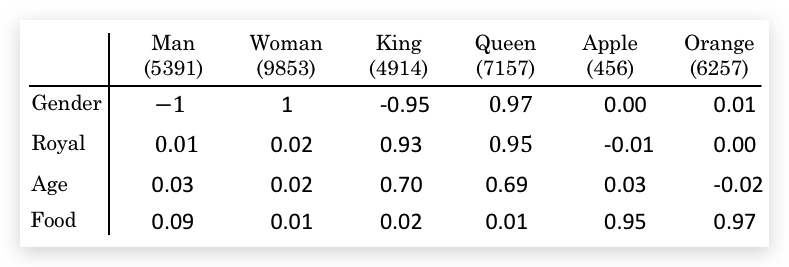 Man Woman King Queen Apple Orange
(5391) (9853) (4914) (7157) (456) (6257)
Gender −1 1 -0.95 0.97 0.00 0.01
Royal 0.01 0.02 0.93 0.95 -0.01 0.00
Age 0.03 0.02 0.70 0.69 0.03 -0.02
Food 0.09 0.01 0.02 0.01 0.95 0.97